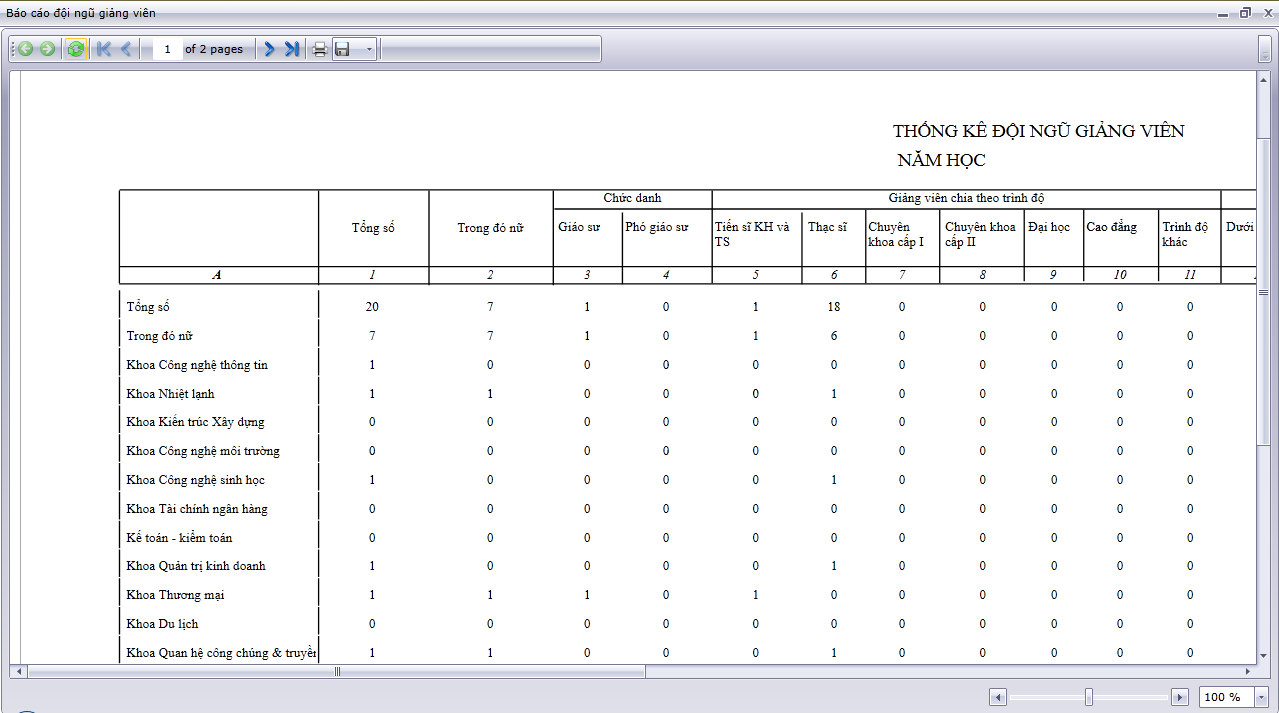 Báo cáo đội ngũ giảng viên
1 of 2 pages
THỐNG KÊ ĐỘI NGŨ GIẢNG VIÊN
NĂM HỌC
Tổng số Trong đó nữ Chức danh Giảng viên chia theo trình độ
Giáo sư Phó giáo sư Tiến sĩ KH và TS Thạc sĩ Chuyên khoa cấp I Chuyên khoa cấp II Đại học Cao đẳng Trình độ khác Dưới
A 1 2 3 4 5 6 7 8 9 10 11
Tổng số 20 7 1 0 1 18 0 0 0 0 0
Trong đó nữ 7 7 1 0 1 6 0 0 0 0 0
Khoa Công nghệ thông tin 1 0 0 0 0 0 0 0 0 0 0
Khoa Nhiệt lạnh 1 1 0 0 0 1 0 0 0 0 0
Khoa Kiến trúc Xây dựng 0 0 0 0 0 0 0 0 0 0 0
Khoa Công nghệ môi trường 0 0 0 0 0 0 0 0 0 0 0
Khoa Công nghệ sinh học 1 0 0 0 0 1 0 0 0 0 0
Khoa Tài chính ngân hàng 0 0 0 0 0 0 0 0 0 0 0
Kế toán - kiểm toán 0 0 0 0 0 0 0 0 0 0 0
Khoa Quản trị kinh doanh 1 0 0 0 0 1 0 0 0 0 0
Khoa Thương mại 1 1 1 0 1 0 0 0 0 0 0
Khoa Du lịch 0 0 0 0 0 0 0 0 0 0 0
Khoa Quan hệ công chúng & 1 1 0 0 0 1 0 0 0 0 0
100 %